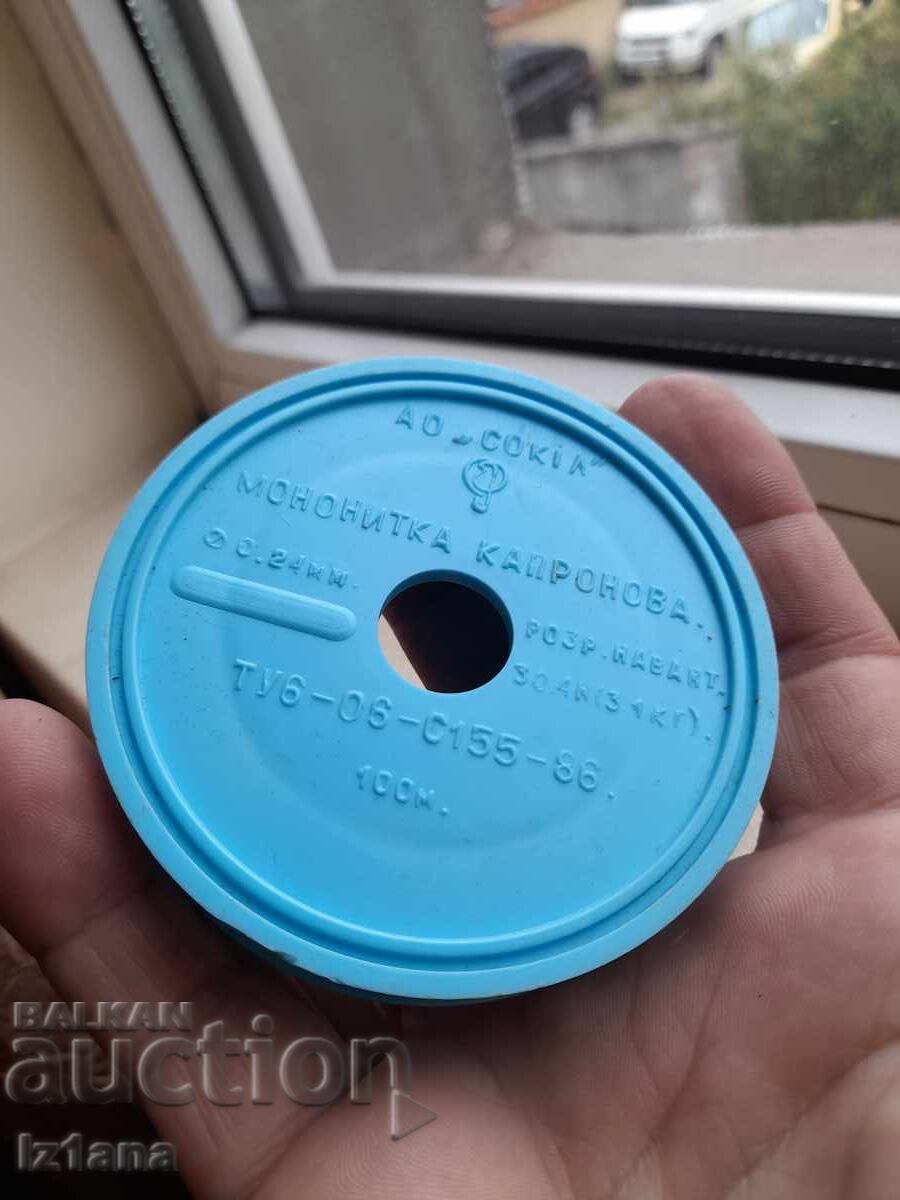 АО „СОКІЛ"
МОНОНИТКА КАПРОНОВА.
⌀ 0.24ММ.
РОЗР. НАВАНТ.
30.4Н(3.1КГ).
ТУ6-06-С155-86.
100М.
BALKAN
auction
Iz1ana